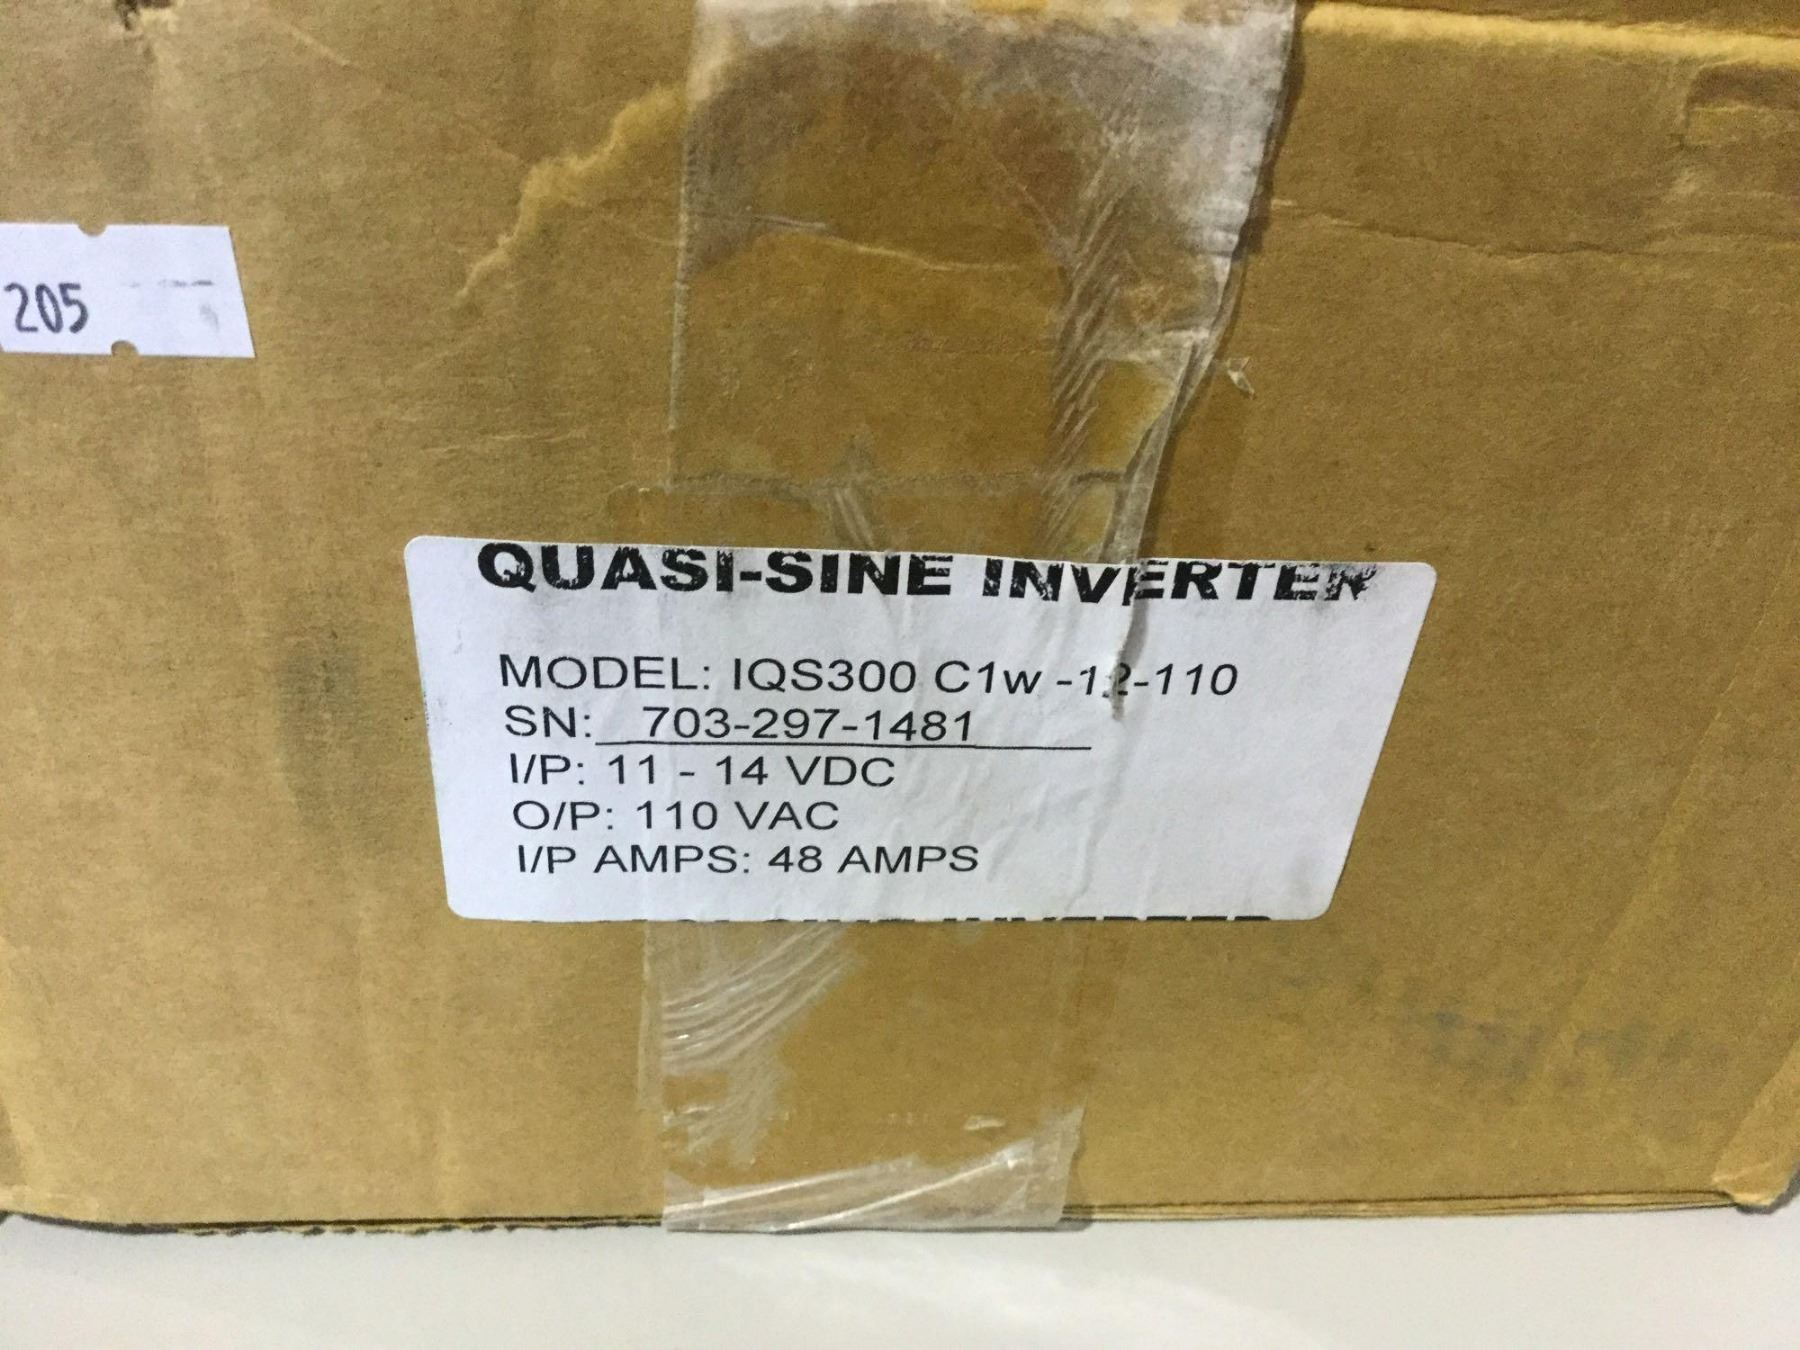 205
QUASI-SINE INVERTER
MODEL: IQS300 C1w -12-110
SN: 703-297-1481
I/P: 11 - 14 VDC
O/P: 110 VAC
I/P AMPS: 48 AMPS